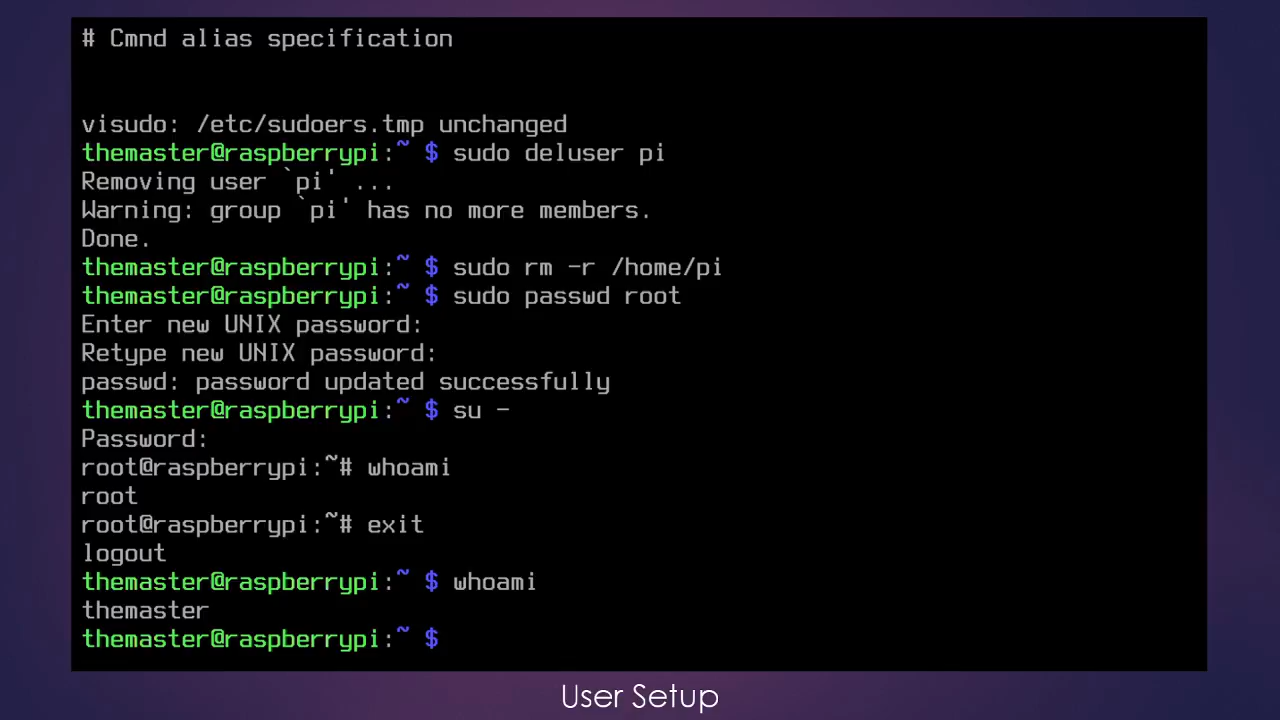 # Cmnd alias specification
visudo: /etc/sudoers.tmp unchanged
themaster@raspberrypi:~ $ sudo deluser pi
Removing user `pi' ...
Warning: group `pi' has no more members.
Done.
themaster@raspberrypi:~ $ sudo rm -r /home/pi
themaster@raspberrypi:~ $ sudo passwd root
Enter new UNIX password:
Retype new UNIX password:
passwd: password updated successfully
themaster@raspberrypi:~ $ su -
Password:
root@raspberrypi:~# whoami
root
root@raspberrypi:~# exit
logout
themaster@raspberrypi:~ $ whoami
themaster
themaster@raspberrypi:~ $
User Setup